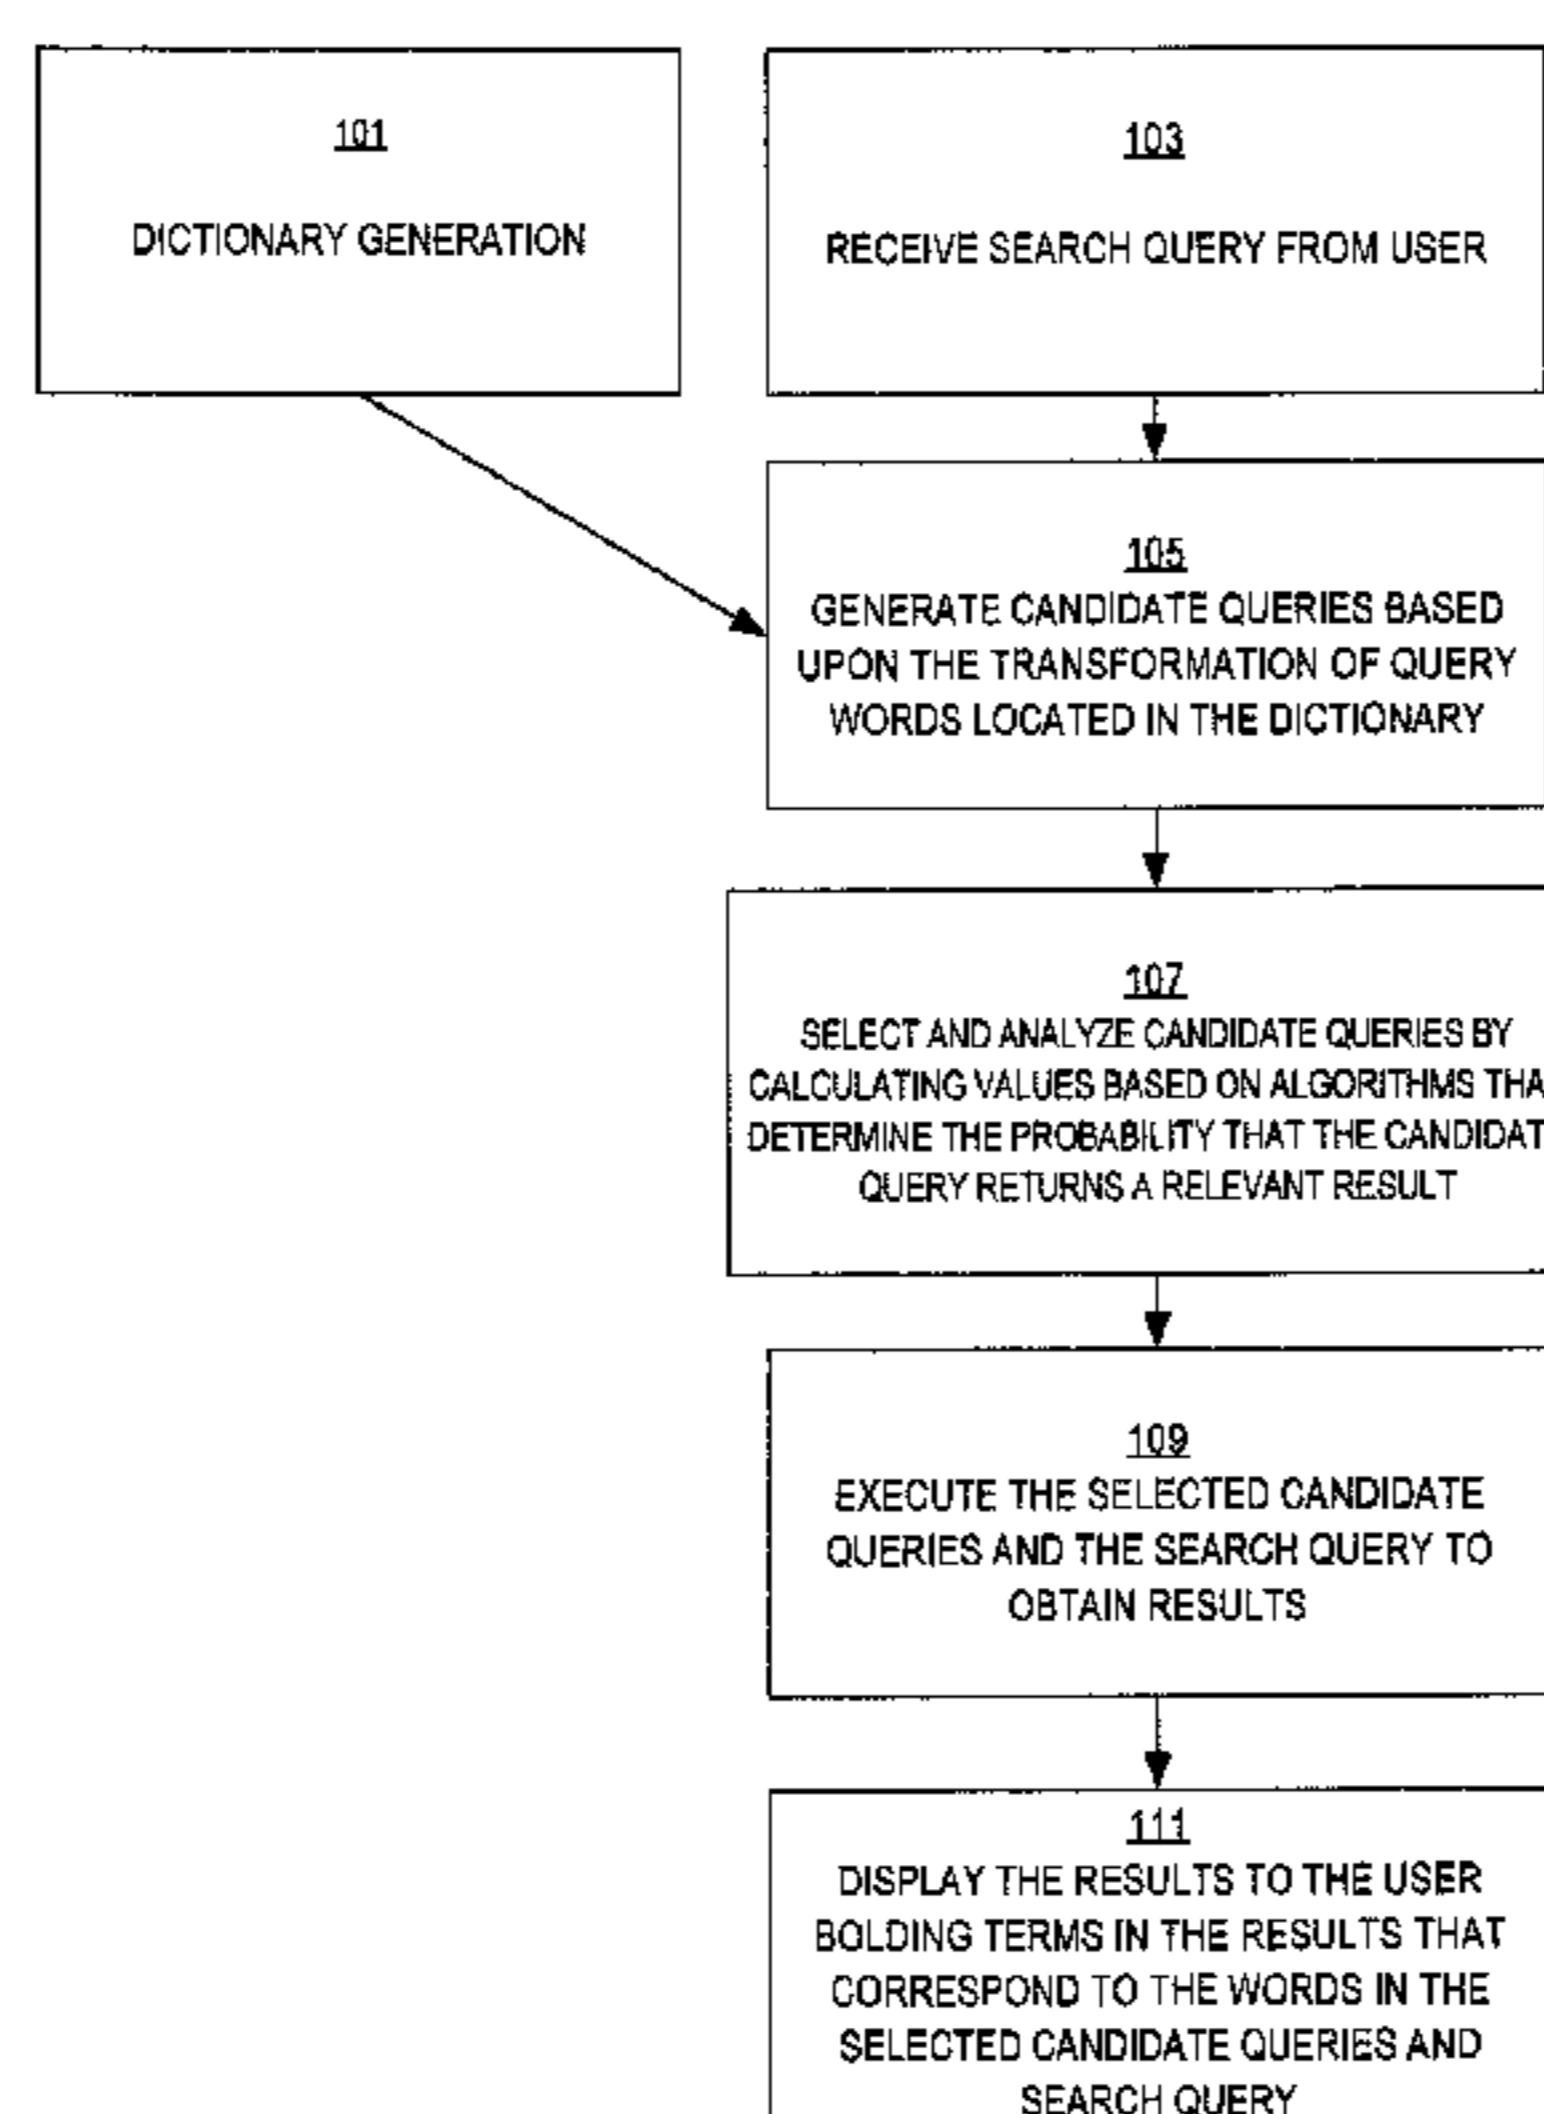 101
DICTIONARY GENERATION
103
RECEIVE SEARCH QUERY FROM USER
105
GENERATE CANDIDATE QUERIES BASED
UPON THE TRANSFORMATION OF QUERY
WORDS LOCATED IN THE DICTIONARY
107
SELECT AND ANALYZE CANDIDATE QUERIES BY
CALCULATING VALUES BASED ON ALGORITHMS THA
DETERMINE THE PROBABILITY THAT THE CANDIDAT
QUERY RETURNS A RELEVANT RESULT
109
EXECUTE THE SELECTED CANDIDATE
QUERIES AND THE SEARCH QUERY TO
OBTAIN RESULTS
111
DISPLAY THE RESULTS TO THE USER
BOLDING TERMS IN THE RESULTS THAT
CORRESPOND TO THE WORDS IN THE
SELECTED CANDIDATE QUERIES AND
SEARCH QUERY